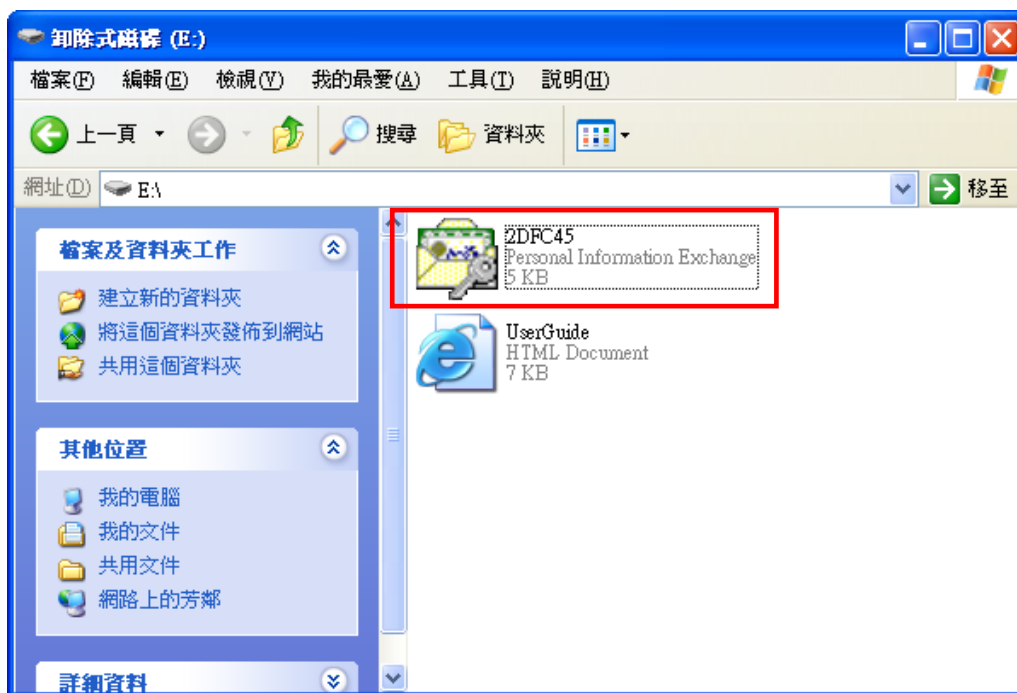 卸除式磁碟 (E:)
檔案(F) 編輯(E) 檢視(V) 我的最愛(A) 工具(T) 說明(H)
上一頁 搜尋 資料夾
網址(D) E:\ 移至
檔案及資料夾工作
建立新的資料夾
將這個資料夾發佈到網站
共用這個資料夾
其他位置
我的電腦
我的文件
共用文件
網路上的芳鄰
詳細資料
2DFC45
Personal Information Exchange
5 KB
UserGuide
HTML Document
7 KB